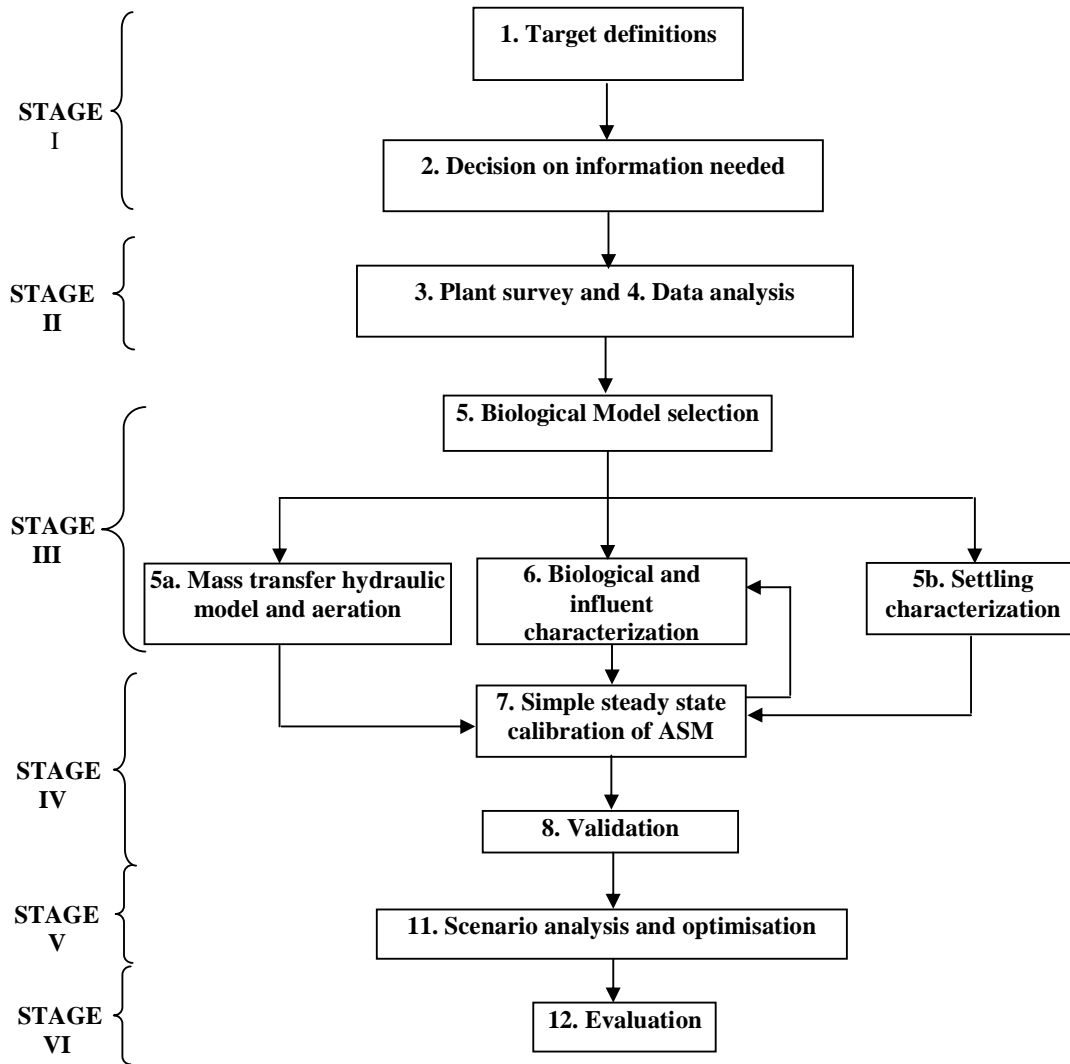 1. Target definitions
STAGE
I
2. Decision on information needed
STAGE
II
3. Plant survey and 4. Data analysis
5. Biological Model selection
STAGE
III
5a. Mass transfer hydraulic
model and aeration
6. Biological and
influent
characterization
5b. Settling
characterization
7. Simple steady state
calibration of ASM
STAGE
IV
8. Validation
STAGE
V
11. Scenario analysis and optimisation
STAGE
VI
12. Evaluation